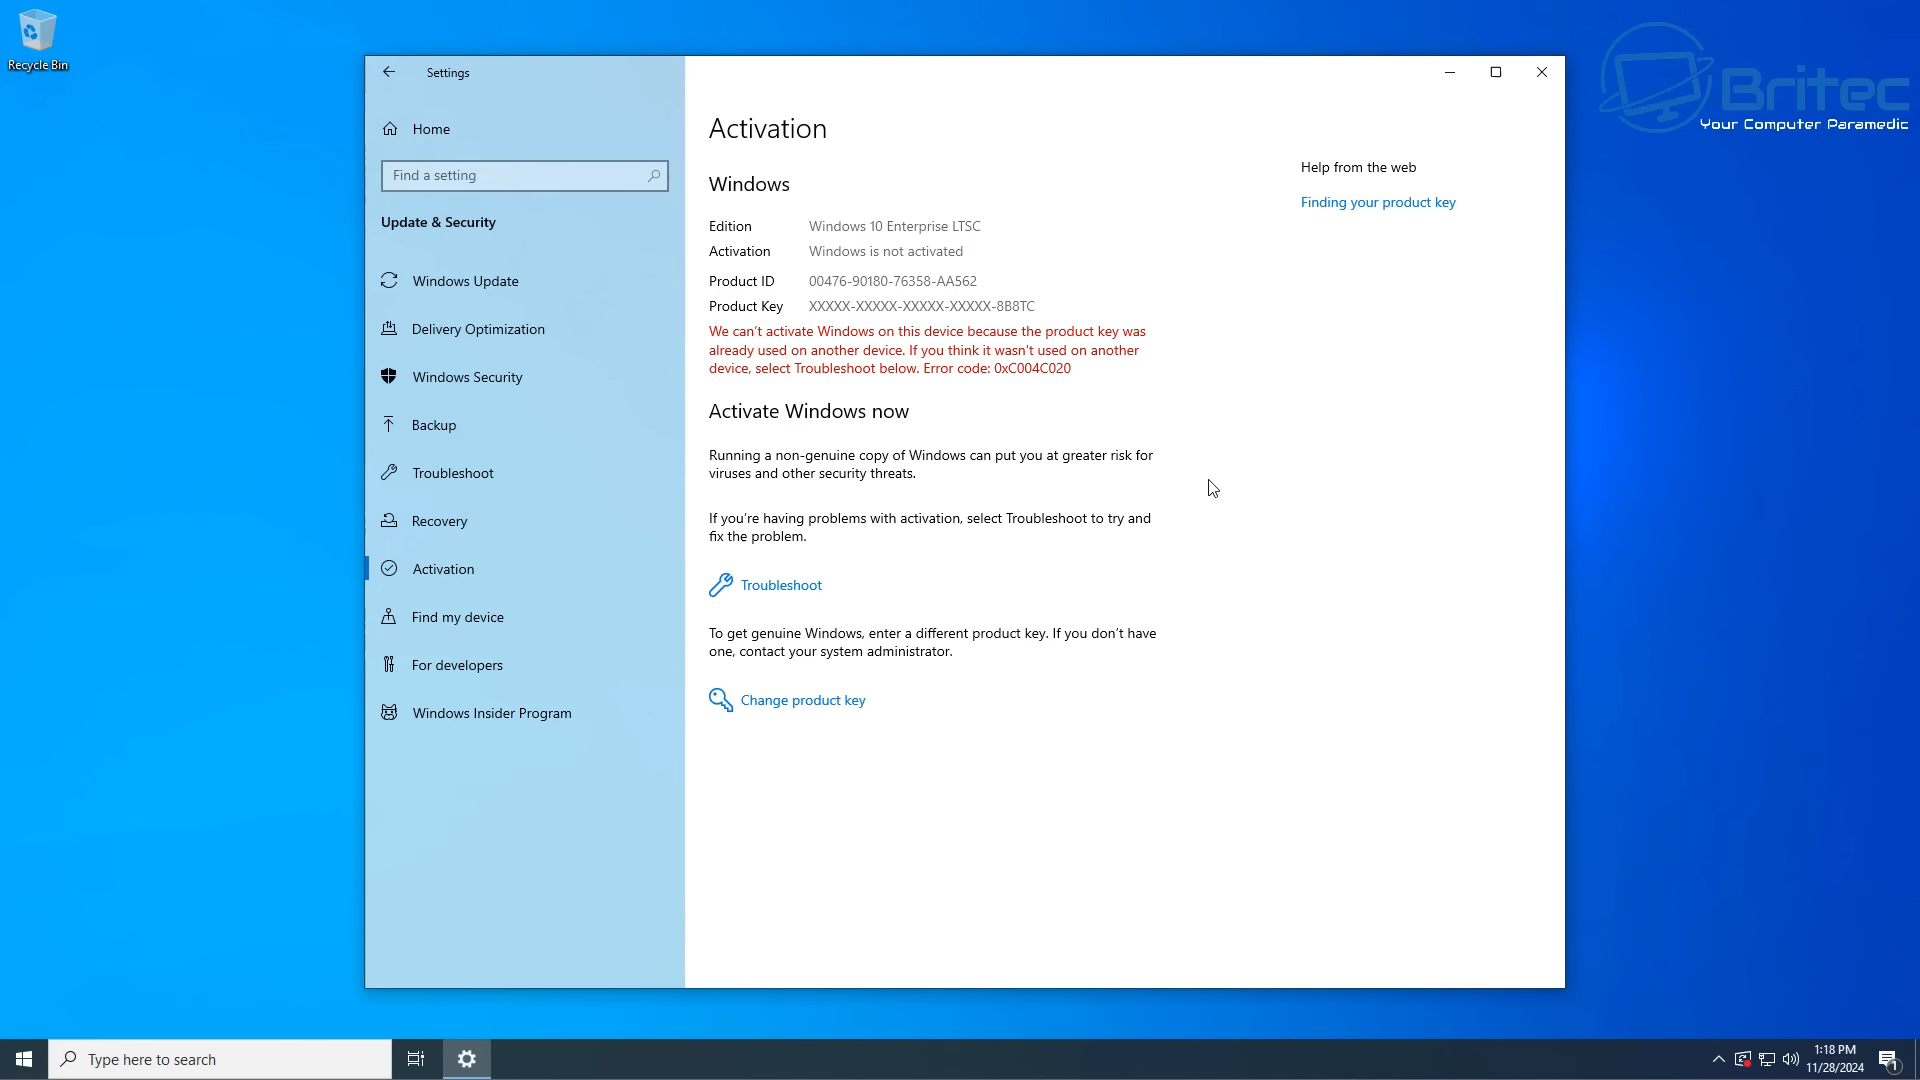 Recycle Bin
Settings
Home
Find a setting
Update & Security
Windows Update
Delivery Optimization
Windows Security
Backup
Troubleshoot
Recovery
Activation
Find my device
For developers
Windows Insider Program
Activation
Windows
Edition Windows 10 Enterprise LTSC
Activation Windows is not activated
Product ID 00476-90180-76358-AA562
Product Key XXXXX-XXXXX-XXXXX-XXXXX-8B8TC
We can't activate Windows on this device because the product key was
already used on another device. If you think it wasn't used on another
device, select Troubleshoot below. Error code: 0xC004C020
Activate Windows now
Running a non-genuine copy of Windows can put you at greater risk for
viruses and other security threats.
If you're having problems with activation, select Troubleshoot to try and
fix the problem.
Troubleshoot
To get genuine Windows, enter a different product key. If you don't have
one, contact your system administrator.
Change product key
Help from the web
Finding your product key
Britec
Your Computer Paramedic
Type here to search
1:18 PM
11/28/2024
1